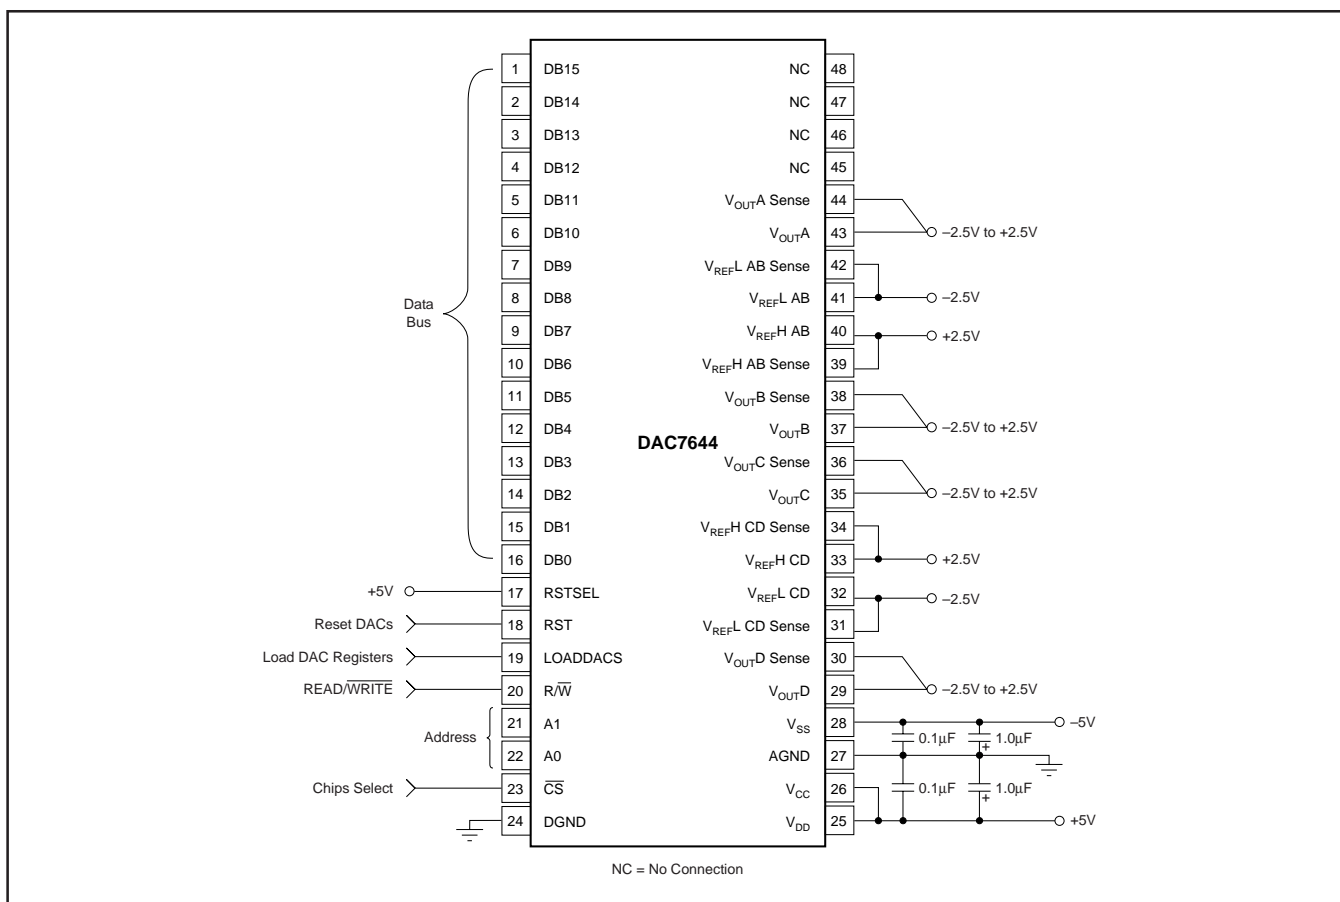 1 DB15 NC 48
2 DB14 NC 47
3 DB13 NC 46
4 DB12 NC 45
5 DB11 VOUTA Sense 44
6 DB10 VOUTA 43 –2.5V to +2.5V
7 DB9 VREFL AB Sense 42
8 DB8 VREFL AB 41 –2.5V
Data
Bus
9 DB7 VREFH AB 40 +2.5V
10 DB6 VREFH AB Sense 39
11 DB5 VOUTB Sense 38
12 DB4 VOUTB 37 –2.5V to +2.5V
DAC7644
13 DB3 VOUTC Sense 36
14 DB2 VOUTC 35 –2.5V to +2.5V
15 DB1 VREFH CD Sense 34
16 DB0 VREFH CD 33 +2.5V
+5V 17 RSTSEL VREFL CD 32 –2.5V
Reset DACs 18 RST VREFL CD Sense 31
Load DAC Registers 19 LOADDACS VOUTD Sense 30
READ/W̅R̅I̅T̅E̅ 20 R/W̅ VOUTD 29 –2.5V to +2.5V
21 A1 VSS 28 –5V
Address
0.1µF 1.0µF
+
22 A0 AGND 27
Chips Select 23 C̅S̅ VCC 26 0.1µF 1.0µF
+
24 DGND VDD 25 +5V
NC = No Connection